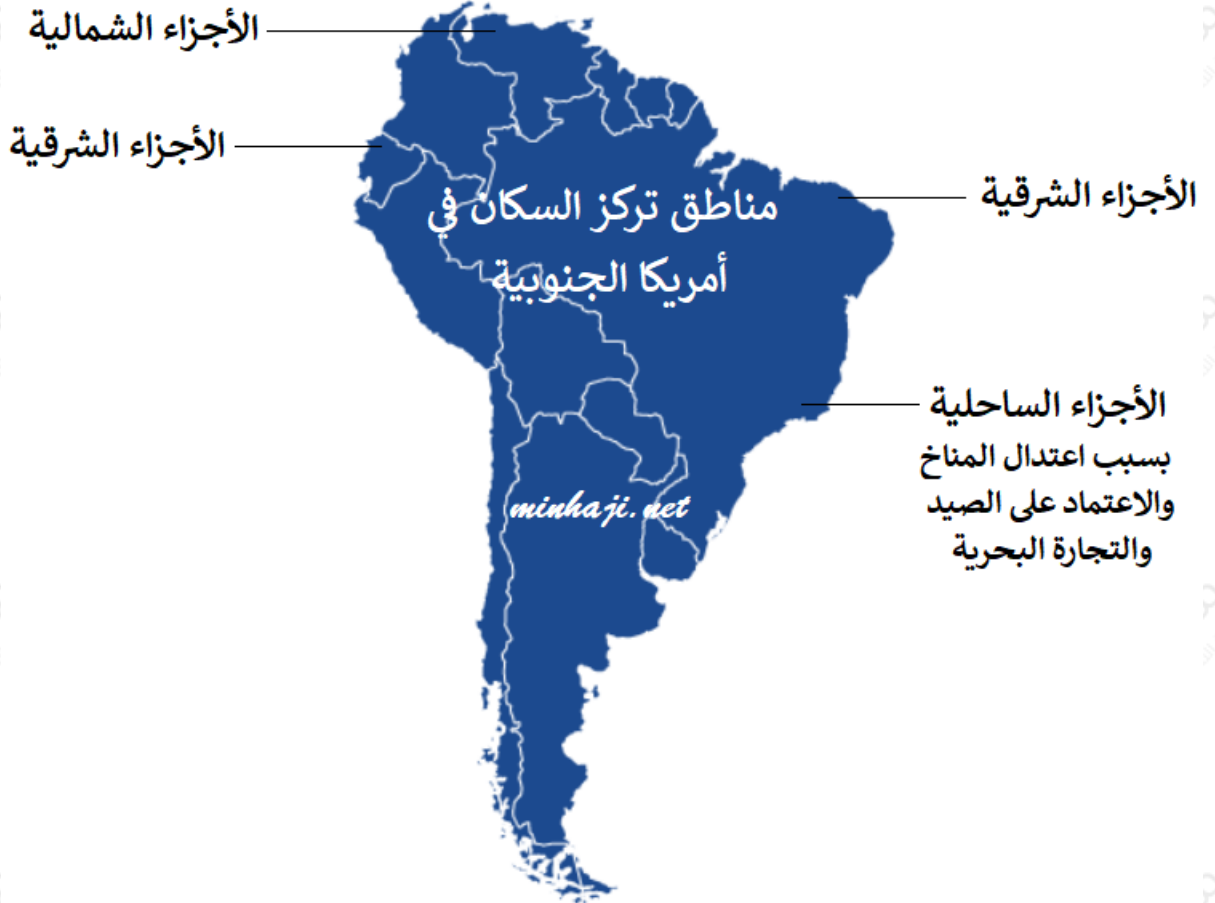 الأجزاء الشمالية
الأجزاء الشرقية
الأجزاء الشرقية
مناطق تركز السكان في
أمريكا الجنوبية
الأجزاء الساحلية
بسبب اعتدال المناخ
والاعتماد على الصيد
والتجارة البحرية
minhaji.net